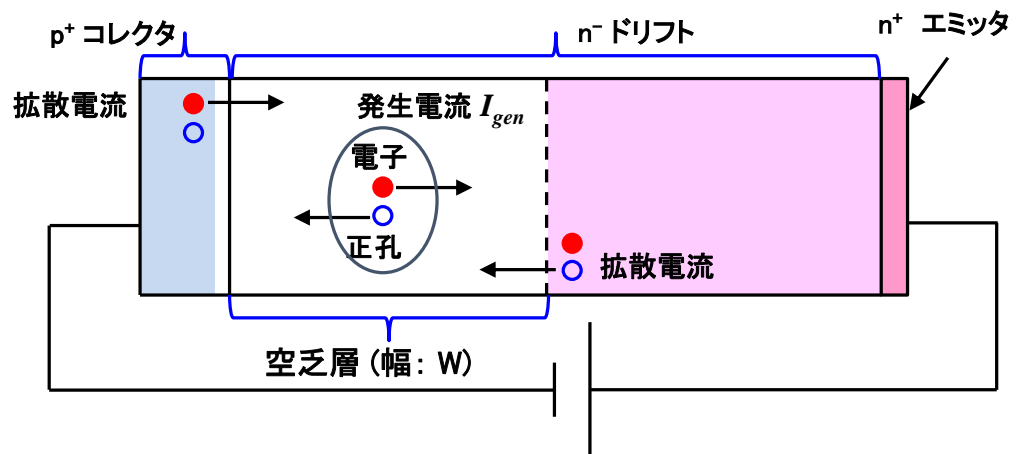 p⁺ コレクタ
n⁻ ドリフト
n⁺ エミッタ
拡散電流
発生電流 Igen
電子
正孔
拡散電流
空乏層 (幅: W)